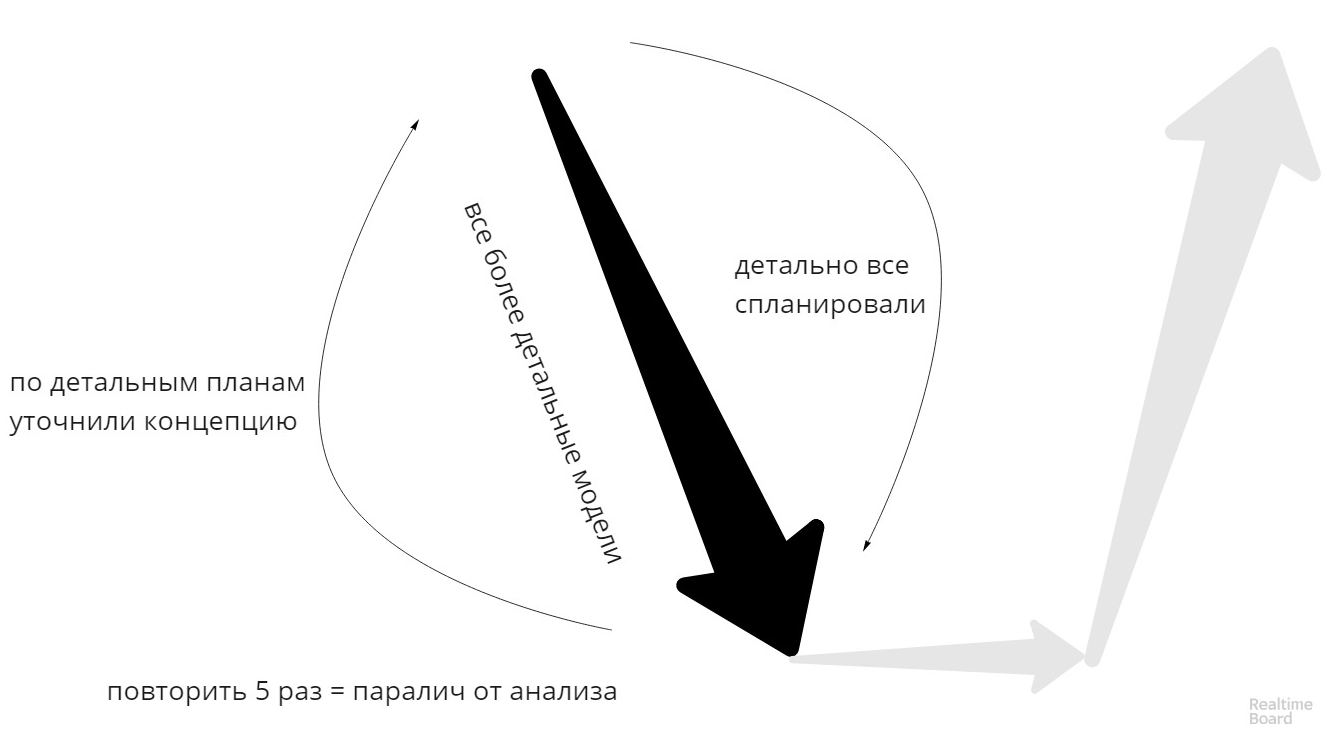 все более детальные модели
детально все
спланировали
по детальным планам
уточнили концепцию
повторить 5 раз = паралич от анализа
Realtime
Board